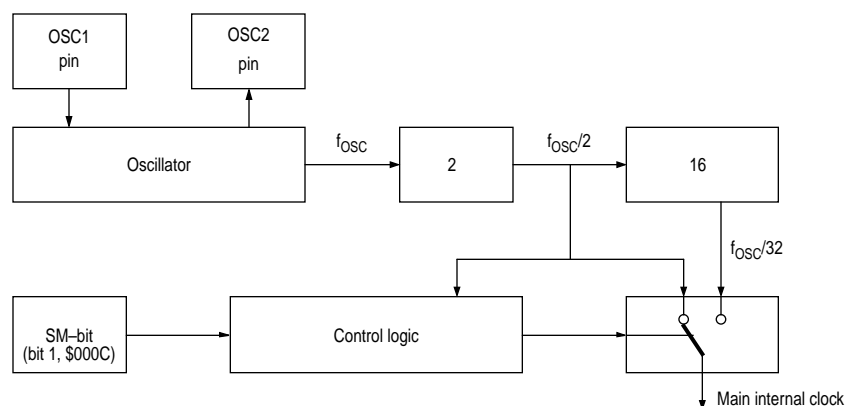 OSC1
pin
OSC2
pin
Oscillator
fOSC
2
fOSC/2
16
fOSC/32
SM–bit
(bit 1, $000C)
Control logic
Main internal clock